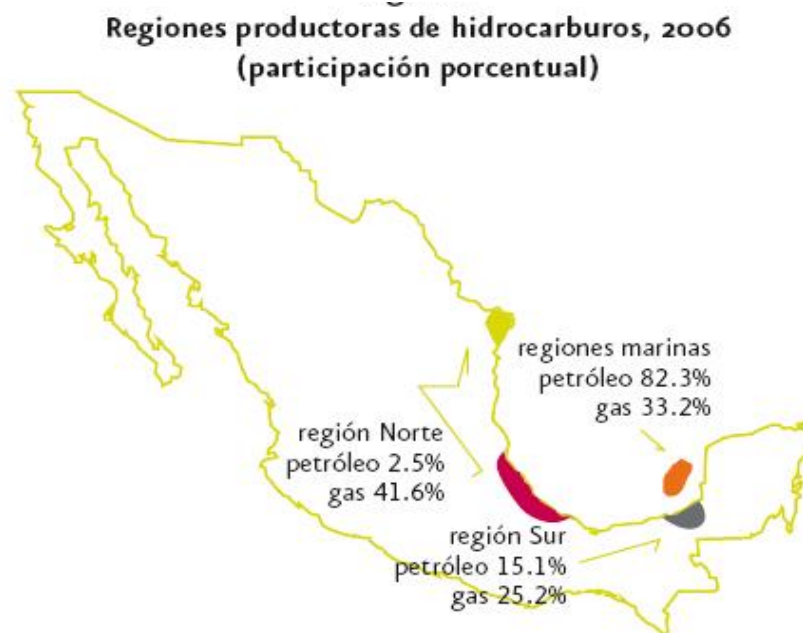 Regiones productoras de hidrocarburos, 2006
(participación porcentual)
regiones marinas
petróleo 82.3%
gas 33.2%
región Norte
petróleo 2.5%
gas 41.6%
región Sur
petróleo 15.1%
gas 25.2%